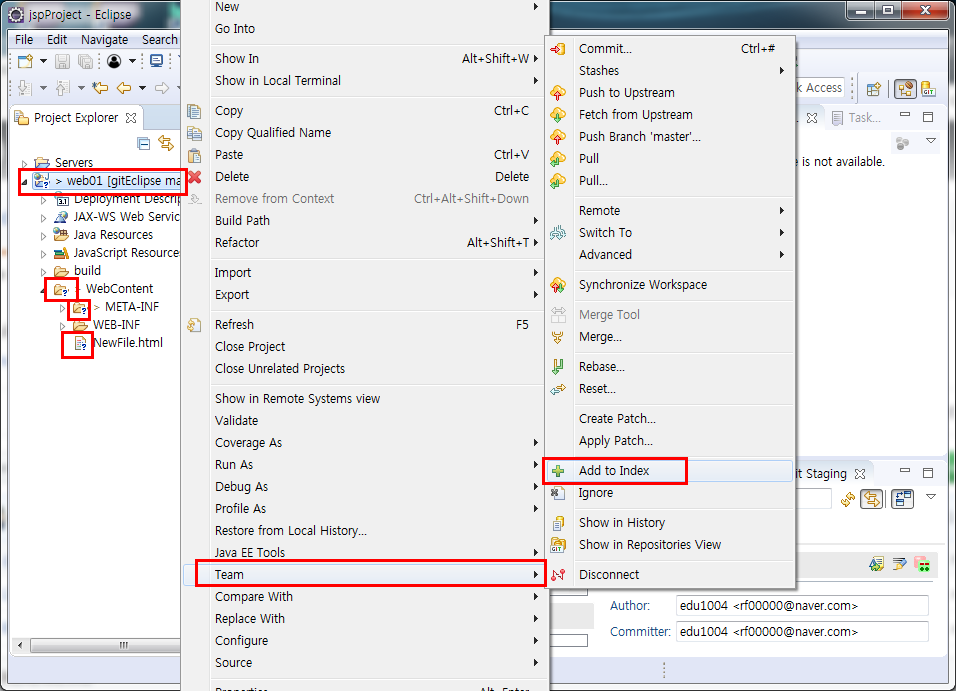 jspProject - Eclipse
File Edit Navigate Search
Project Explorer
Servers
> web01 [gitEclipse ma
Deployment Descrip
JAX-WS Web Servic
Java Resources
JavaScript Resources
build
> WebContent
> META-INF
WEB-INF
NewFile.html
New
Go Into
Show In Alt+Shift+W
Show in Local Terminal
Copy Ctrl+C
Copy Qualified Name
Paste Ctrl+V
Delete Delete
Remove from Context Ctrl+Alt+Shift+Down
Build Path
Refactor Alt+Shift+T
Import
Export
Refresh F5
Close Project
Close Unrelated Projects
Show in Remote Systems view
Validate
Coverage As
Run As
Debug As
Profile As
Restore from Local History...
Java EE Tools
Team
Compare With
Replace With
Configure
Source
Properties Alt+Enter
Commit... Ctrl+#
Stashes
Push to Upstream
Fetch from Upstream
Push Branch 'master'...
Pull
Pull...
Remote
Switch To
Advanced
Synchronize Workspace
Merge Tool
Merge...
Rebase...
Reset...
Create Patch...
Apply Patch...
Add to Index
Ignore
Show in History
Show in Repositories View
Disconnect
k Access
GIT
Task...
e is not available.
it Staging
Author: edu1004 <rf00000@naver.com>
Committer: edu1004 <rf00000@naver.com>